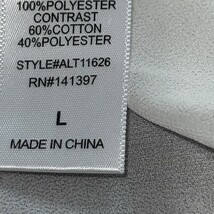 100%POLYESTER
CONTRAST
60%COTTON
40%POLYESTER
STYLE#ALT11626
RN#141397
L
MADE IN CHINA